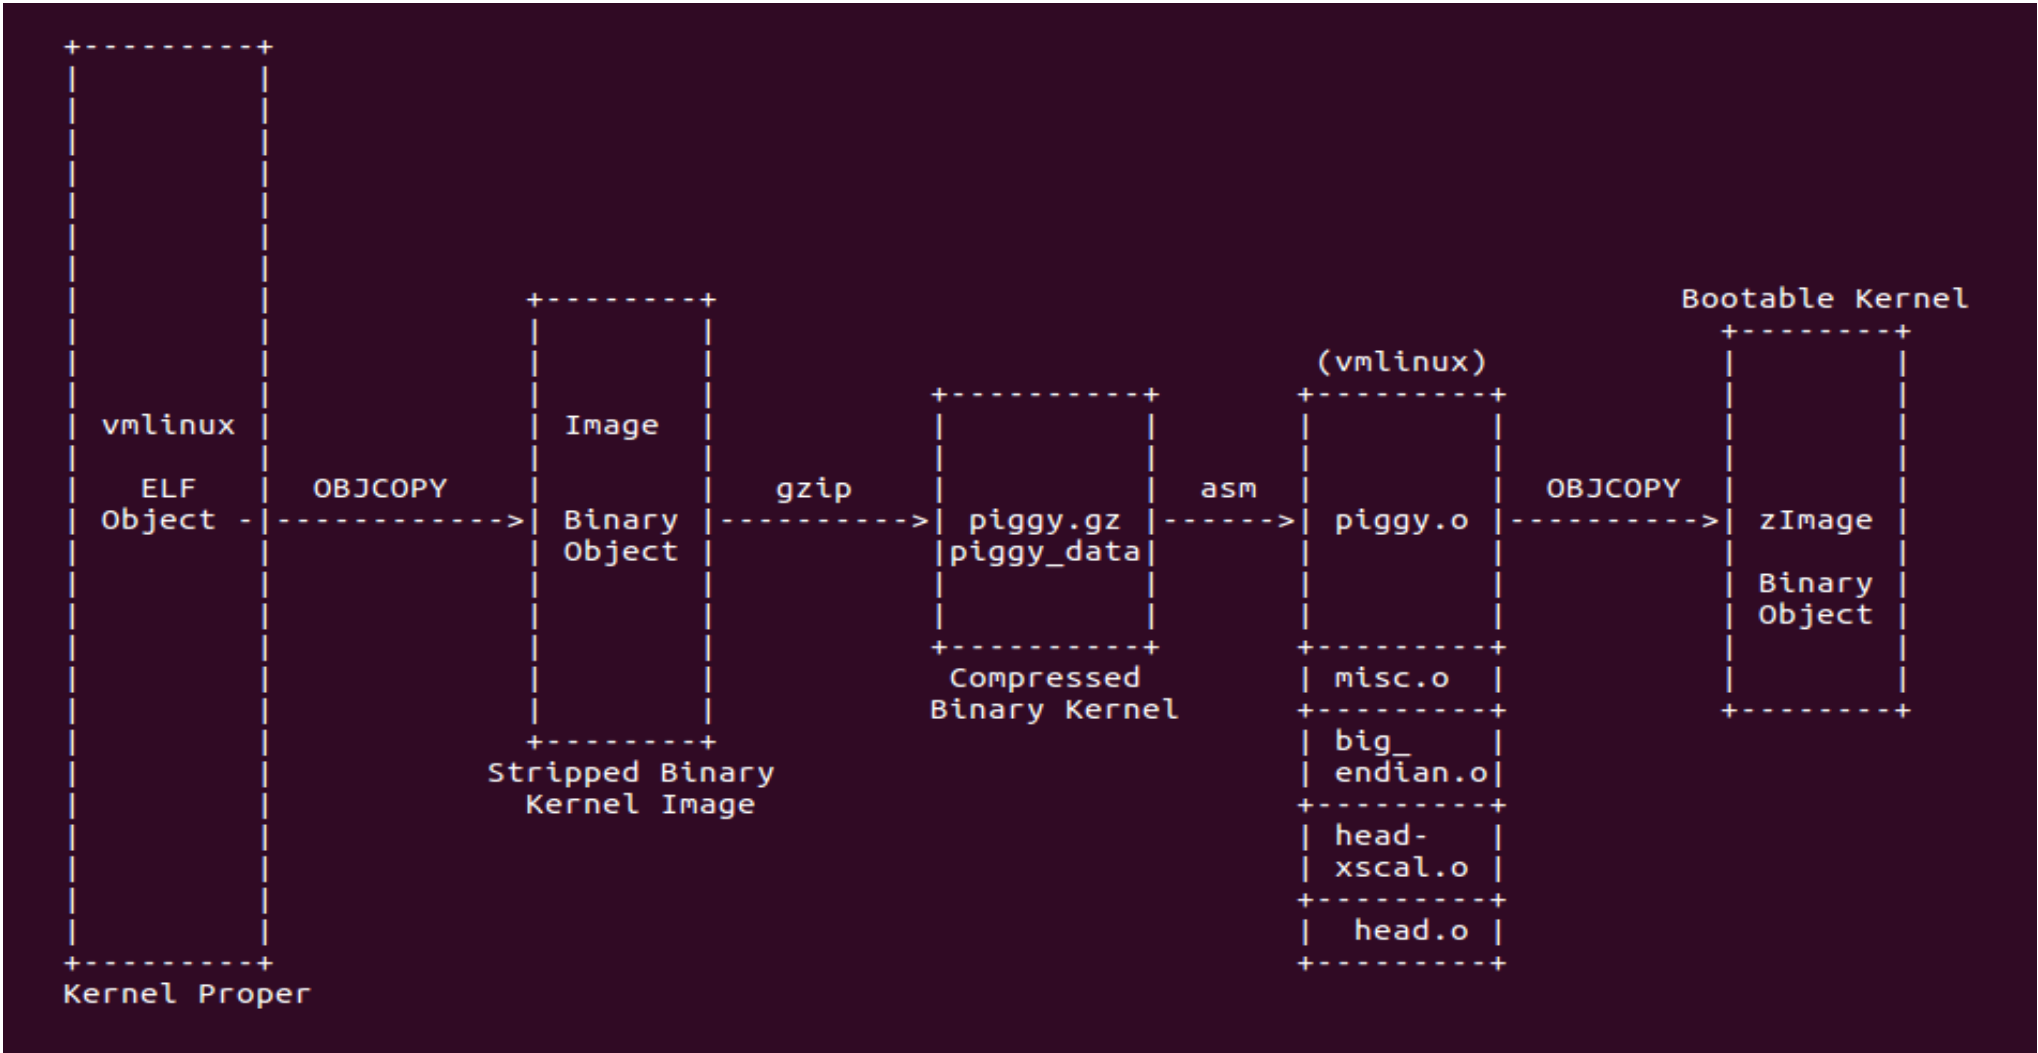 vmlinux
ELF
Object
Kernel Proper
OBJCOPY
Image
Binary
Object
Stripped Binary
Kernel Image
gzip
piggy.gz
piggy_data
Compressed
Binary Kernel
asm
(vmlinux)
piggy.o
misc.o
big_
endian.o
head-
xscal.o
head.o
OBJCOPY
Bootable Kernel
zImage
Binary
Object